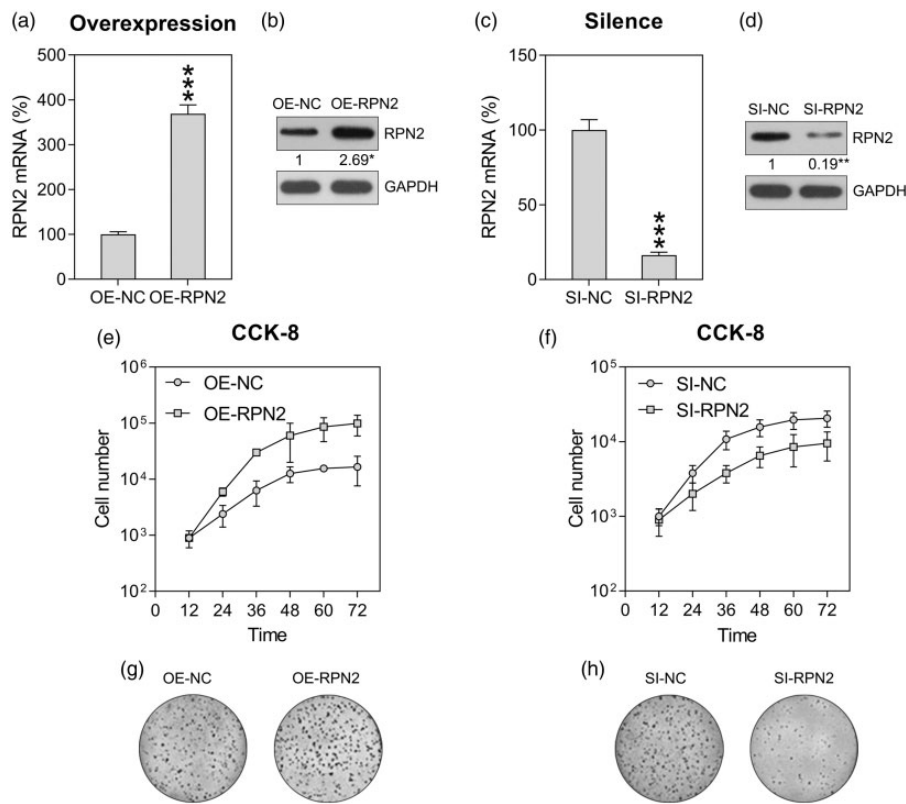 (a) Overexpression
RPN2 mRNA (%)
500
400
300
200
100
0
***
OE-NC OE-RPN2
(b)
OE-NC OE-RPN2
RPN2
1 2.69*
GAPDH
(c) Silence
RPN2 mRNA (%)
150
100
50
0
***
SI-NC SI-RPN2
(d)
SI-NC SI-RPN2
RPN2
1 0.19**
GAPDH
(e) CCK-8
Cell number
10^6
10^5
10^4
10^3
10^2
OE-NC
OE-RPN2
0 12 24 36 48 60 72
Time
(f) CCK-8
Cell number
10^5
10^4
10^3
10^2
SI-NC
SI-RPN2
0 12 24 36 48 60 72
Time
(g)
OE-NC OE-RPN2
(h)
SI-NC SI-RPN2